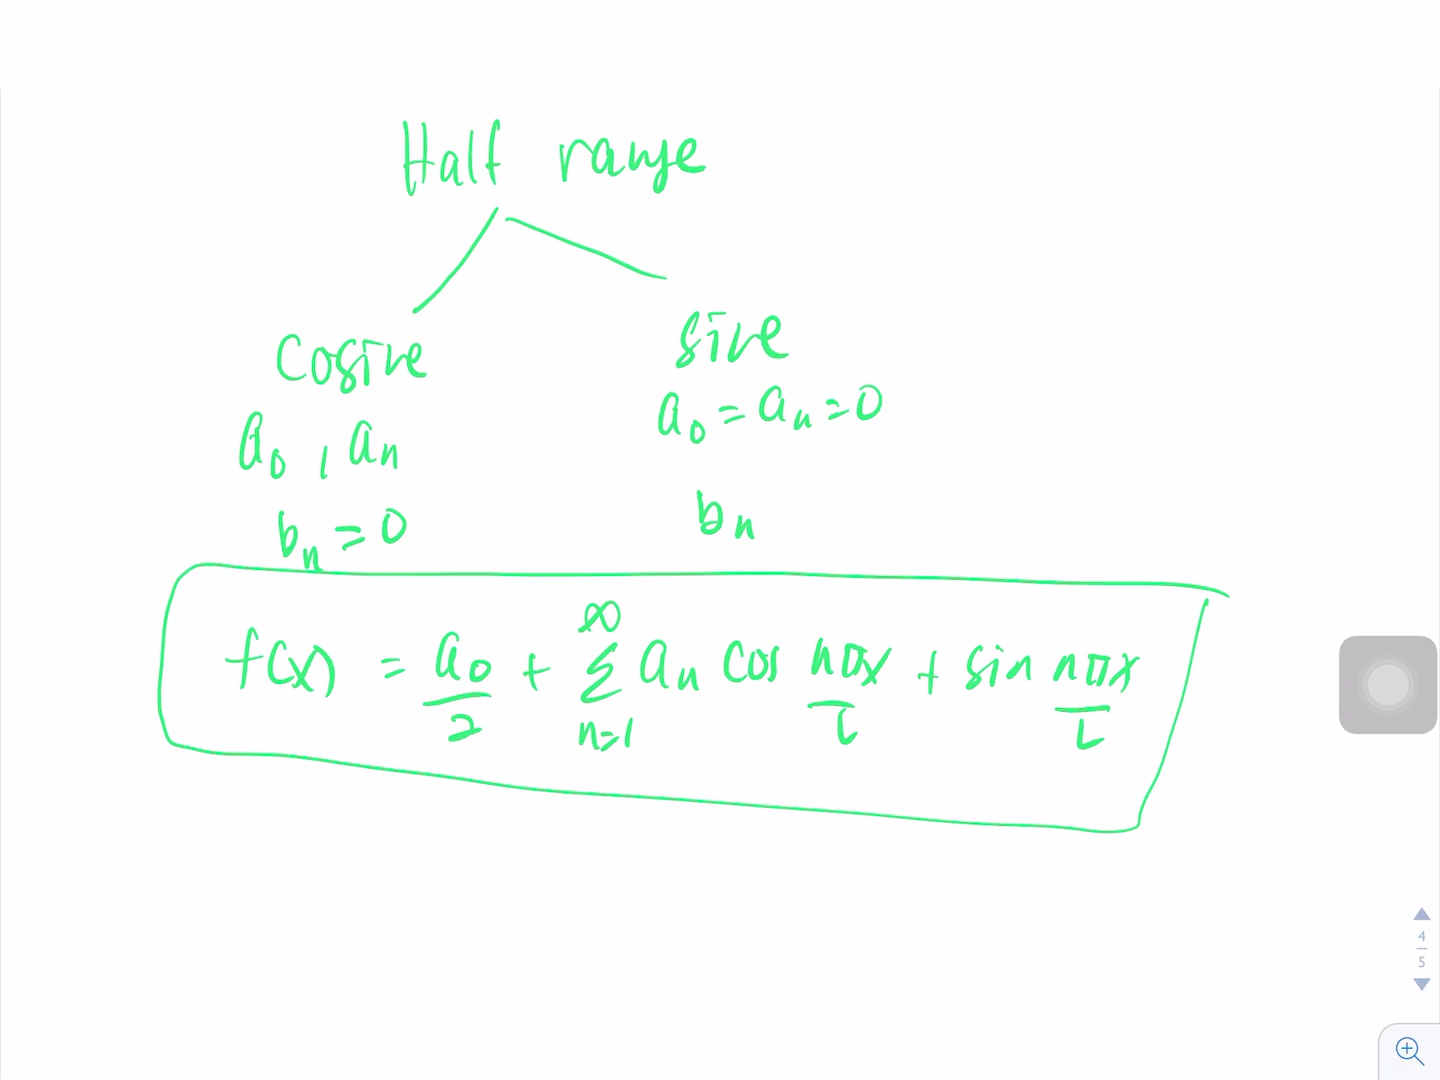 Half range
Cosine
a₀ , aₙ
bₙ = 0
sine
a₀ = aₙ = 0
bₙ
f(x) = a₀/2 + ∑_{n=1}^{∞} aₙ cos nπx/L + sin nπx/L
4
5